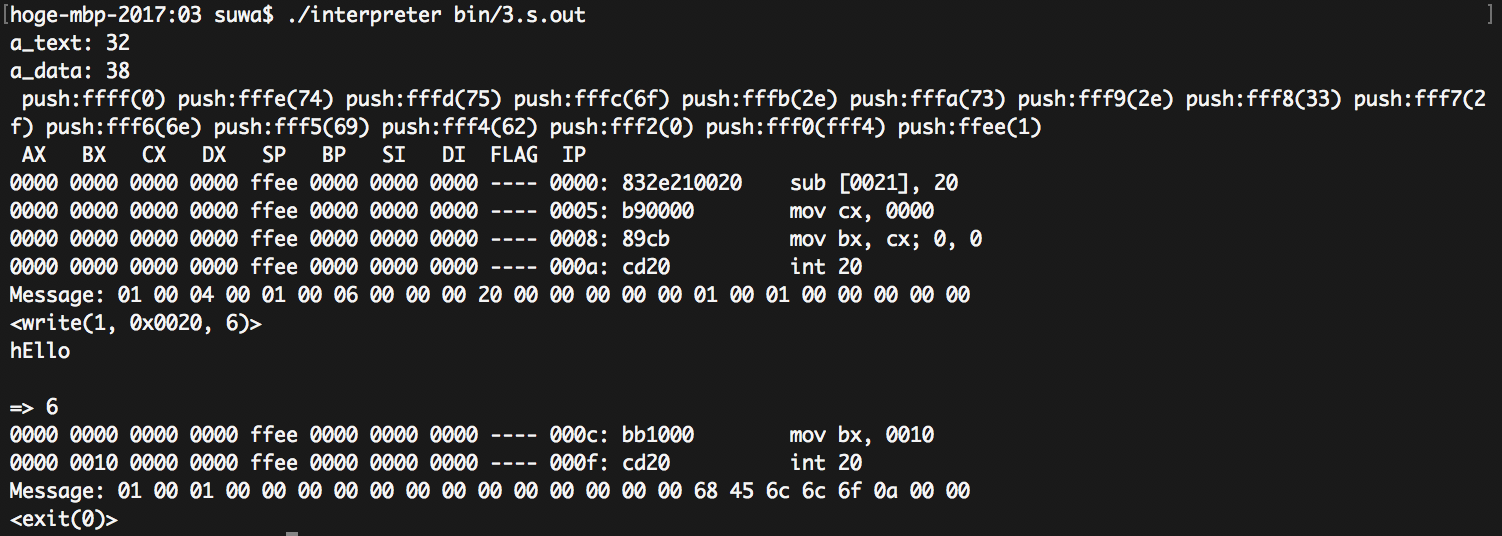 [hoge-mbp-2017:03 suwa$ ./interpreter bin/3.s.out ]
a_text: 32
a_data: 38
 push:ffff(0) push:fffe(74) push:fffd(75) push:fffc(6f) push:fffb(2e) push:fffa(73) push:fff9(2e) push:fff8(33) push:fff7(2
f) push:fff6(6e) push:fff5(69) push:fff4(62) push:fff2(0) push:fff0(fff4) push:ffee(1)
 AX   BX   CX   DX   SP   BP   SI   DI  FLAG  IP
0000 0000 0000 0000 ffee 0000 0000 0000 ---- 0000: 832e210020    sub [0021], 20
0000 0000 0000 0000 ffee 0000 0000 0000 ---- 0005: b90000        mov cx, 0000
0000 0000 0000 0000 ffee 0000 0000 0000 ---- 0008: 89cb          mov bx, cx; 0, 0
0000 0000 0000 0000 ffee 0000 0000 0000 ---- 000a: cd20          int 20
Message: 01 00 04 00 01 00 06 00 00 00 20 00 00 00 00 00 01 00 01 00 00 00 00 00
<write(1, 0x0020, 6)>
hEllo

=> 6
0000 0000 0000 0000 ffee 0000 0000 0000 ---- 000c: bb1000        mov bx, 0010
0000 0010 0000 0000 ffee 0000 0000 0000 ---- 000f: cd20          int 20
Message: 01 00 01 00 00 00 00 00 00 00 00 00 00 00 00 00 68 45 6c 6c 6f 0a 00 00
<exit(0)>